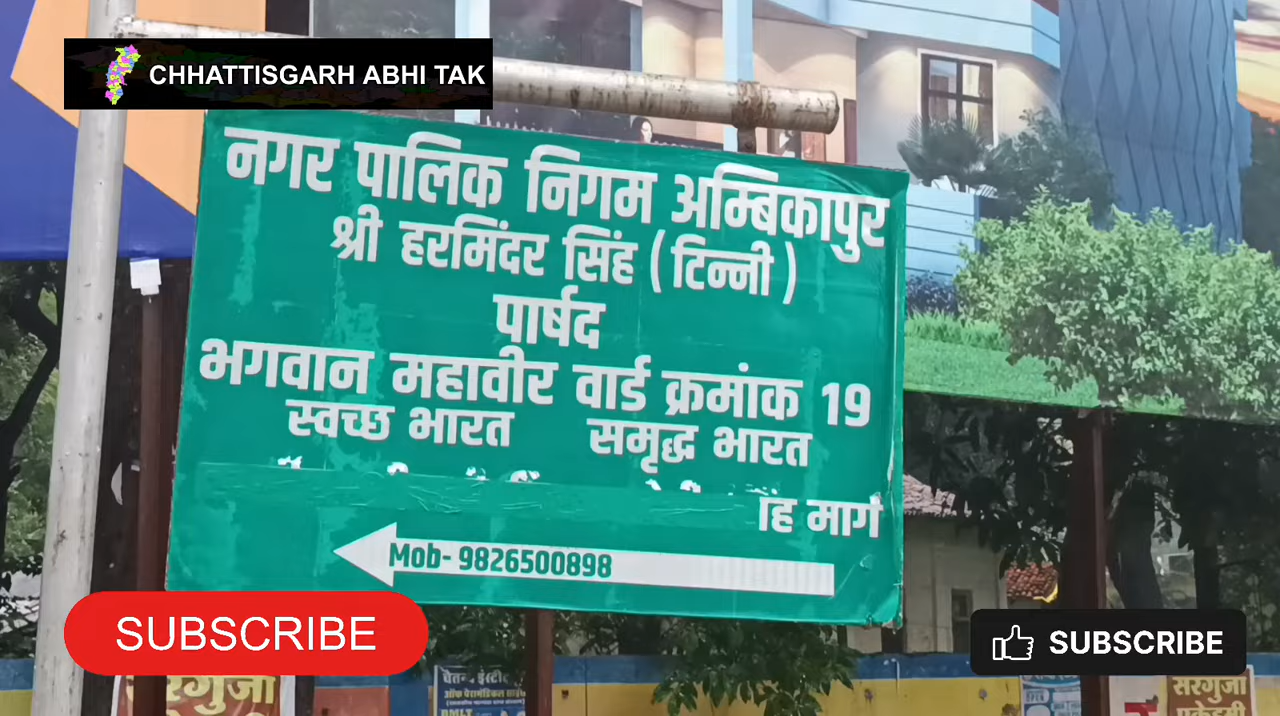 CHHATTISGARH ABHI TAK
नगर पालिक निगम अम्बिकापुर
श्री हरमिंदर सिंह (टिन्नी)
पार्षद
भगवान महावीर वार्ड क्रमांक 19
स्वच्छ भारत समृद्ध भारत
ाह मार्ग
Mob- 9826500898
SUBSCRIBE
SUBSCRIBE
सरगुजा
सरगुजा